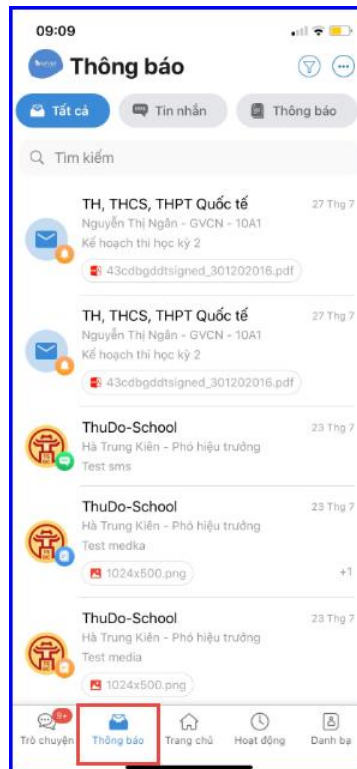 09:09
Thông báo
Tất cả
Tin nhắn
Thông báo
Tìm kiếm
TH, THCS, THPT Quốc tế
27 Thg 7
Nguyễn Thị Ngân - GVCN - 10A1
Kế hoạch thi học kỳ 2
43cdbgddtsigned_301202016.pdf
TH, THCS, THPT Quốc tế
27 Thg 7
Nguyễn Thị Ngân - GVCN - 10A1
Kế hoạch thi học kỳ 2
43cdbgddtsigned_301202016.pdf
ThuDo-School
23 Thg 7
Hà Trung Kiên - Phó hiệu trưởng
Test sms
ThuDo-School
23 Thg 7
Hà Trung Kiên - Phó hiệu trưởng
Test medka
1024x500.png
+1
ThuDo-School
23 Thg 7
Hà Trung Kiên - Phó hiệu trưởng
Test media
1024x500.png
9+
Trò chuyện
Thông báo
Trang chủ
Hoạt động
Danh bạ